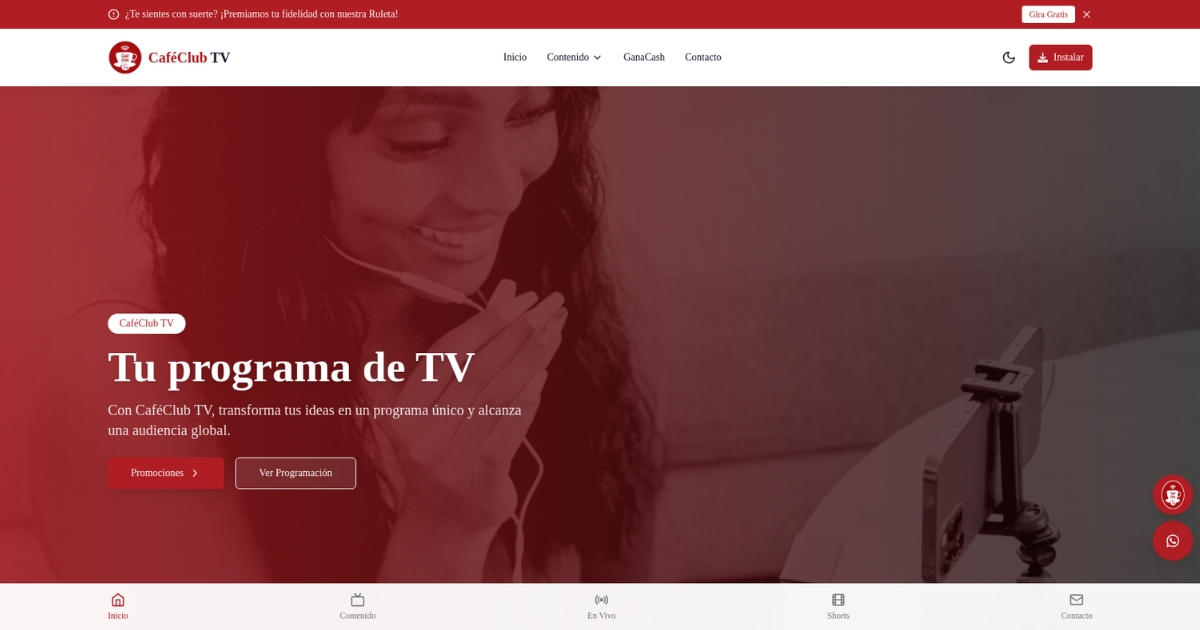 ¿Te sientes con suerte? ¡Premiamos tu fidelidad con nuestra Ruleta!
Gira Gratis
CaféClub TV
Inicio
Contenido
GanaCash
Contacto
Instalar
CaféClub TV
Tu programa de TV
Con CaféClub TV, transforma tus ideas en un programa único y alcanza
una audiencia global.
Promociones
Ver Programación
Inicio
Contenido
En Vivo
Shorts
Contacto